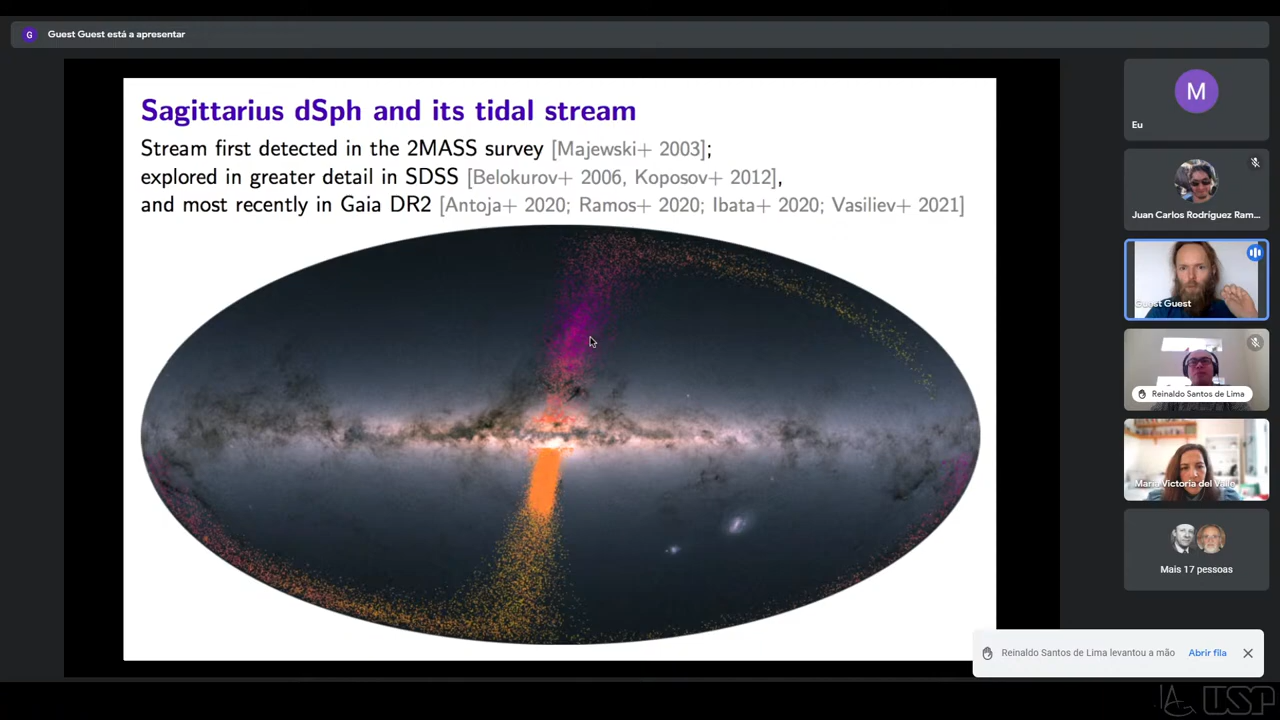 G
Guest Guest está a apresentar
Sagittarius dSph and its tidal stream
Stream first detected in the 2MASS survey [Majewski+ 2003];
explored in greater detail in SDSS [Belokurov+ 2006, Koposov+ 2012],
and most recently in Gaia DR2 [Antoja+ 2020; Ramos+ 2020; Ibata+ 2020; Vasiliev+ 2021]
M
Eu
Juan Carlos Rodríguez Ram...
Guest Guest
Reinaldo Santos de Lima
Maria Victoria del Valle
Mais 17 pessoas
Reinaldo Santos de Lima levantou a mão
Abrir fila
USP